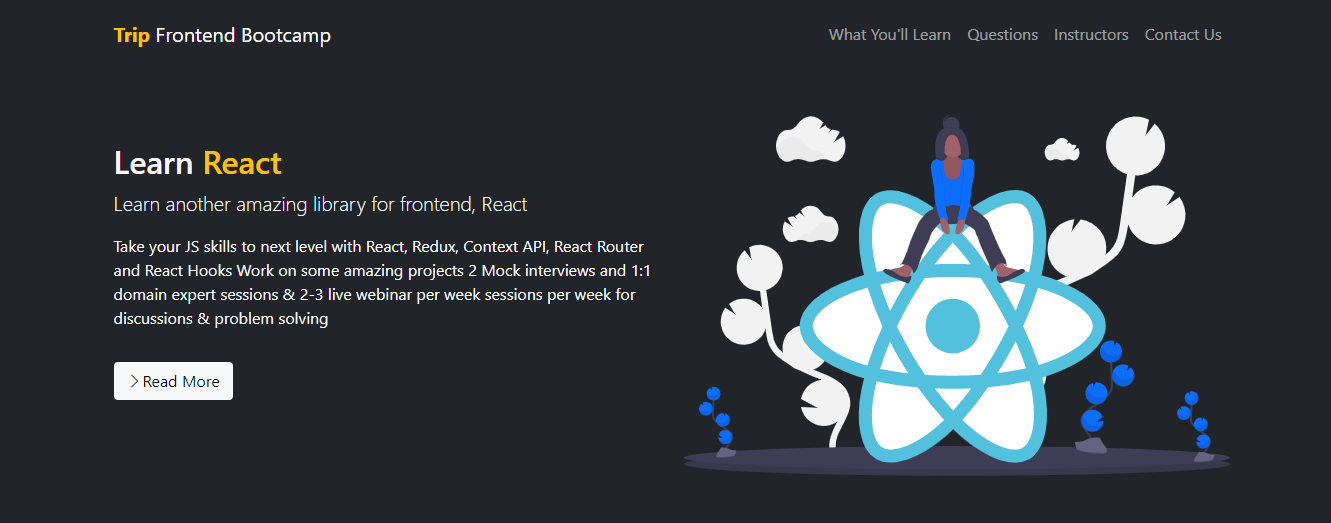 Trip Frontend Bootcamp
What You'll Learn Questions Instructors Contact Us
Learn React
Learn another amazing library for frontend, React
Take your JS skills to next level with React, Redux, Context API, React Router
and React Hooks Work on some amazing projects 2 Mock interviews and 1:1
domain expert sessions & 2-3 live webinar per week sessions per week for
discussions & problem solving
Read More